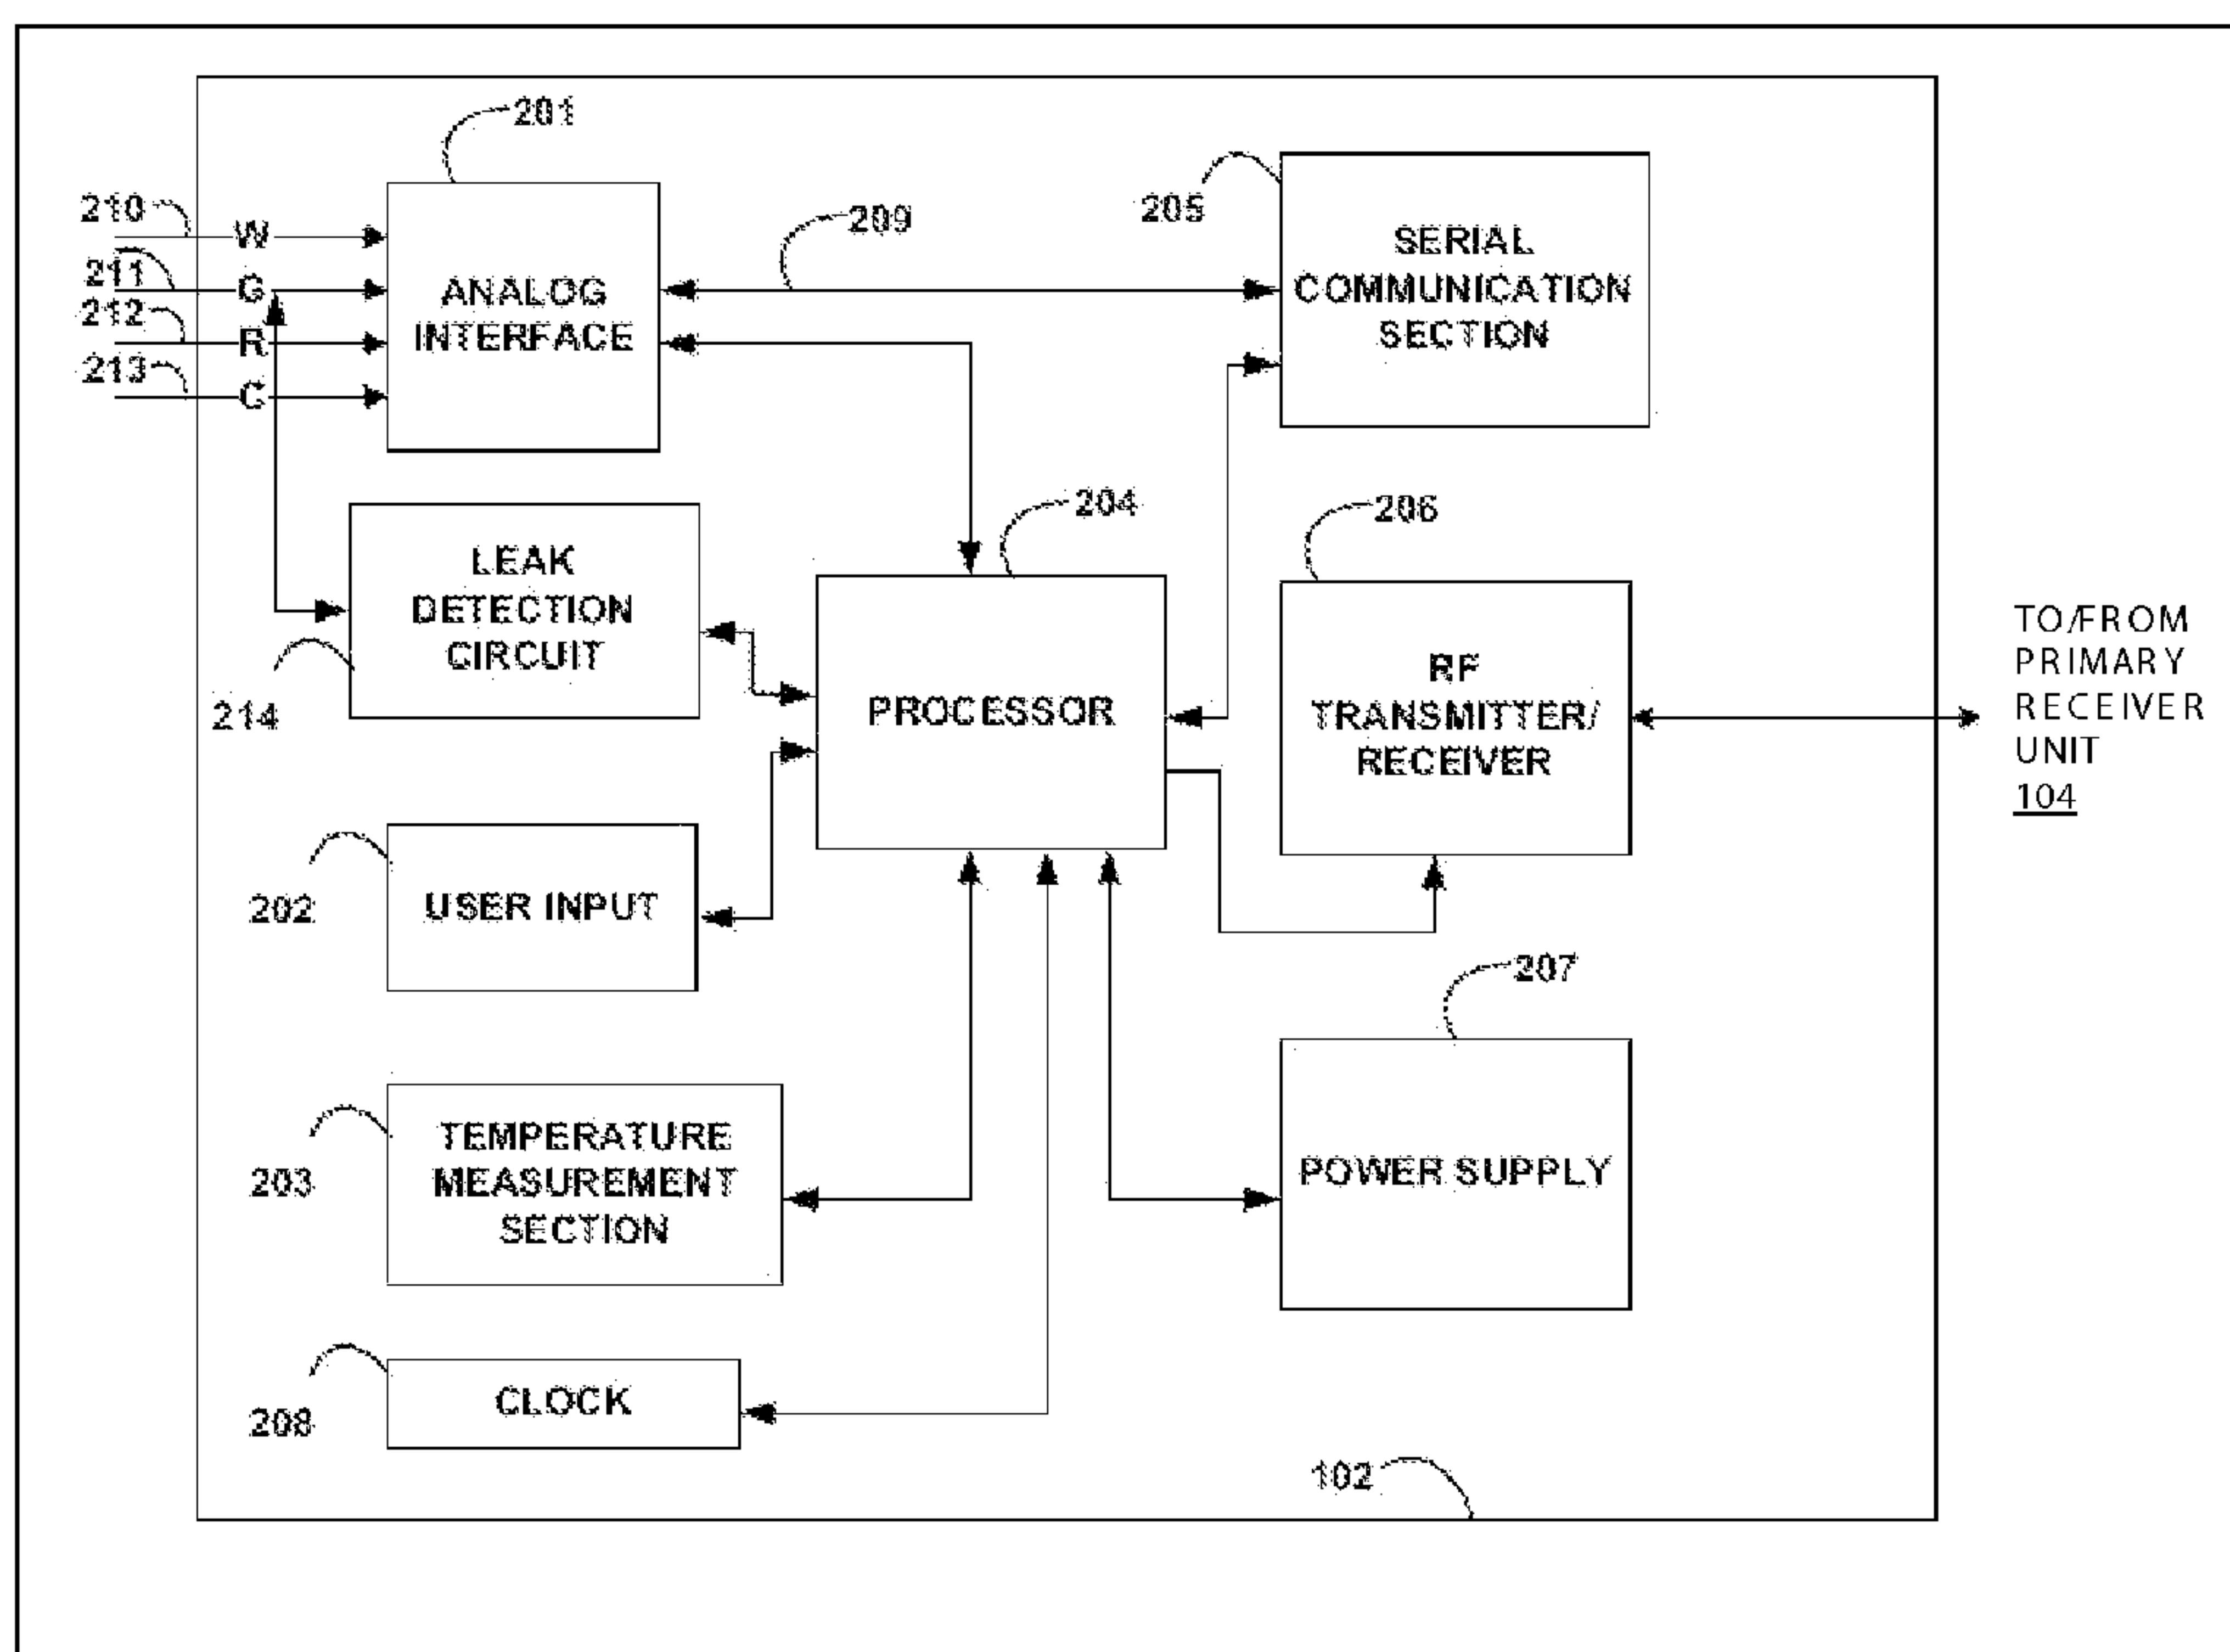 201
210
W
211
G
212
R
213
C
ANALOG
INTERFACE
209
205
SERIAL
COMMUNICATION
SECTION
LEAK
DETECTION
CIRCUIT
214
204
PROCESSOR
206
RF
TRANSMITTER/
RECEIVER
TO/FROM
PRIMARY
RECEIVER
UNIT
104
202
USER INPUT
207
POWER SUPPLY
203
TEMPERATURE
MEASUREMENT
SECTION
208
CLOCK
102